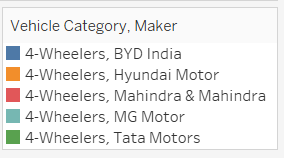 Vehicle Category, Maker
4-Wheelers, BYD India
4-Wheelers, Hyundai Motor
4-Wheelers, Mahindra & Mahindra
4-Wheelers, MG Motor
4-Wheelers, Tata Motors